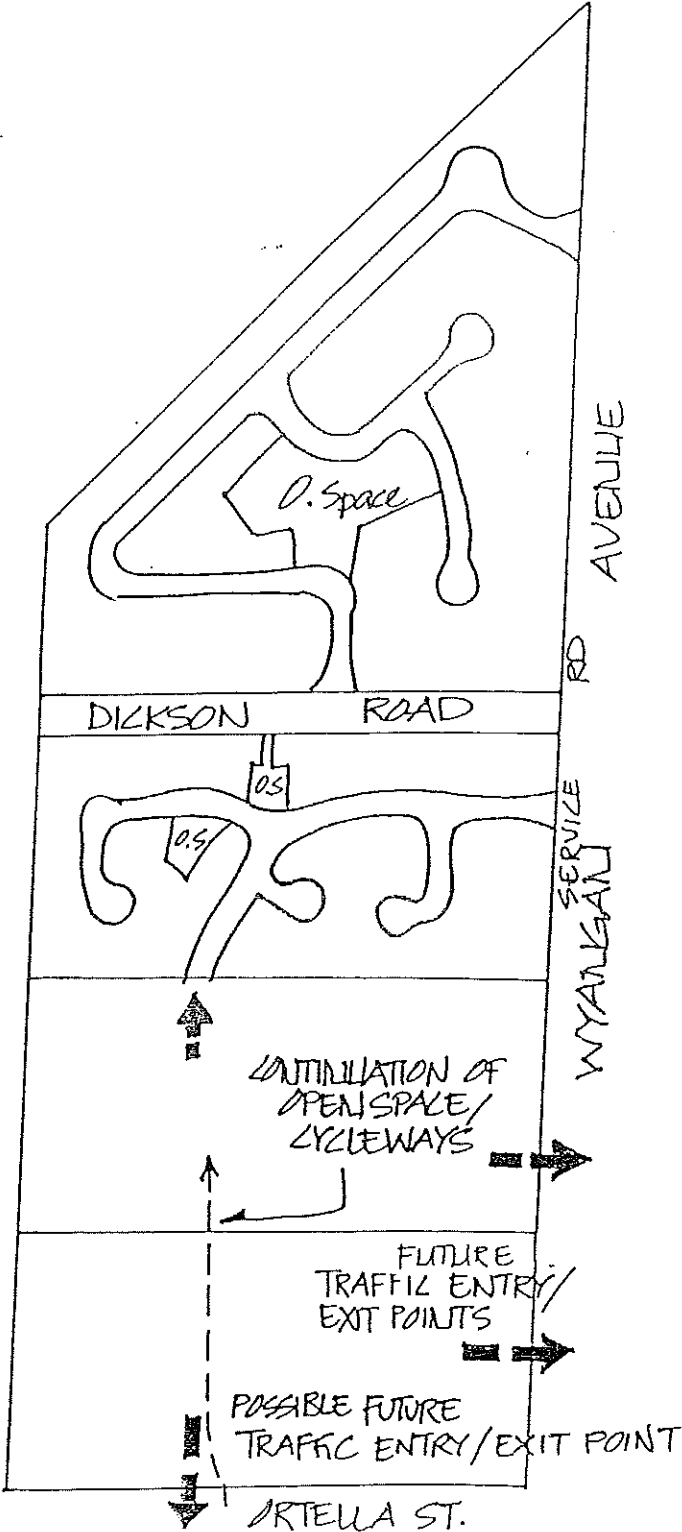 O. Space
AVENUE
RD
DICKSON ROAD
O.S
O.S.
SERVICE
WYANGAN
CONTINUATION OF
OPEN SPACE/
CYCLEWAYS
FUTURE
TRAFFIC ENTRY/
EXIT POINTS
POSSIBLE FUTURE
TRAFFIC ENTRY/EXIT POINT
ORTELLA ST.